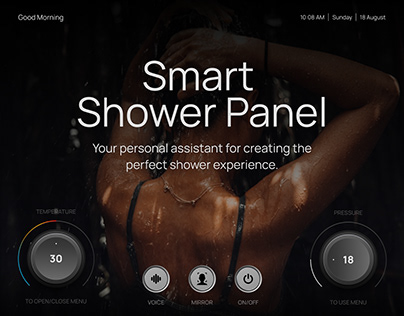 Good Morning
10:08 AM | Sunday | 18 August
Smart
Shower Panel
Your personal assistant for creating the
perfect shower experience.
TEMPERATURE
PRESSURE
30
18
TO OPEN/CLOSE MENU
VOICE
MIRROR
ON/OFF
TO USE MENU